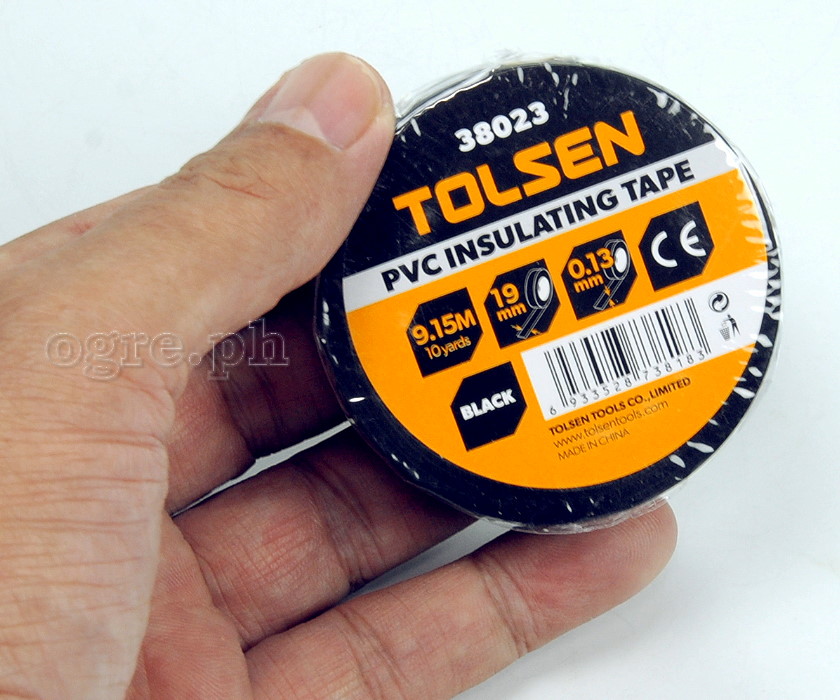 38023
TOLSEN
PVC INSULATING TAPE
9.15M
10 yards
19
mm
0.13
mm
CE
BLACK
6 933528 738183
TOLSEN TOOLS CO., LIMITED
www.tolsentools.com
MADE IN CHINA
ogre.ph